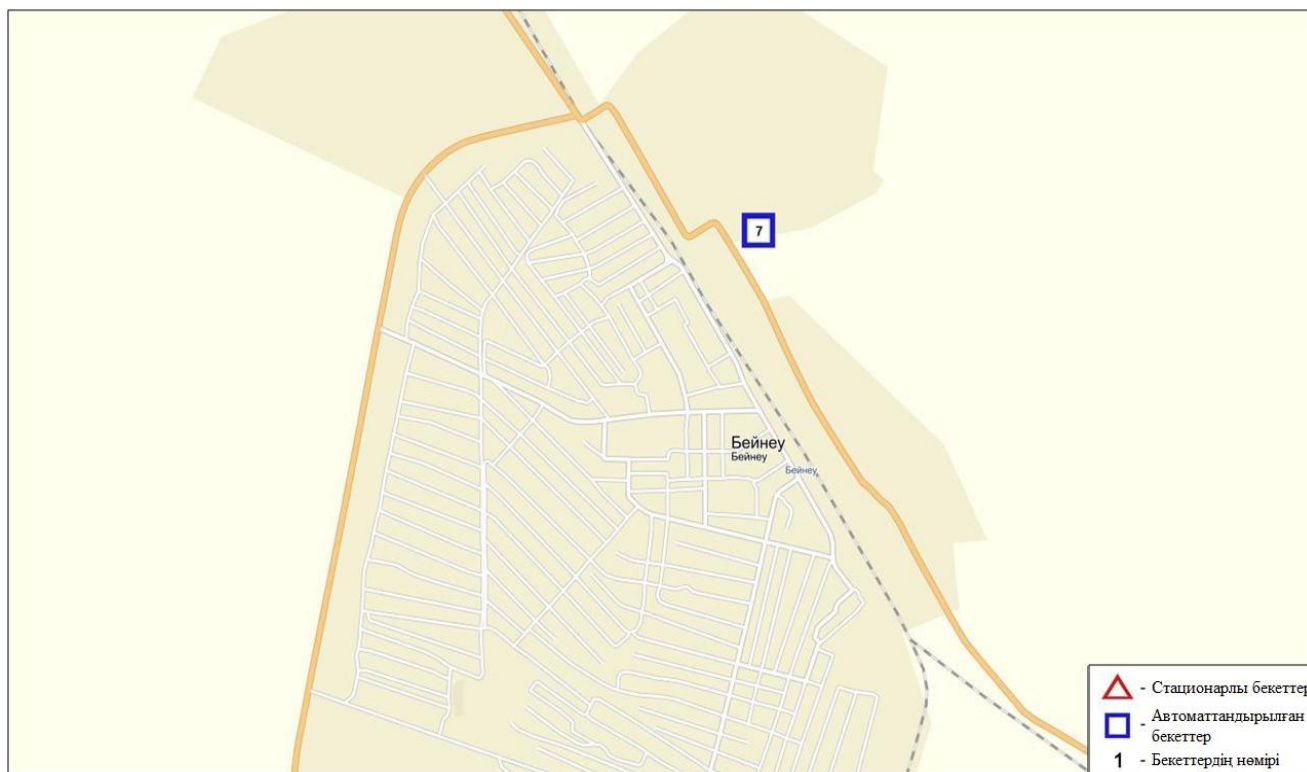 7
Бейнеу
Бейнеу
Бейнеу
- Стационарлы бекеттер
- Автоматтандырылған
бекеттер
1 - Бекеттердің нөмірі